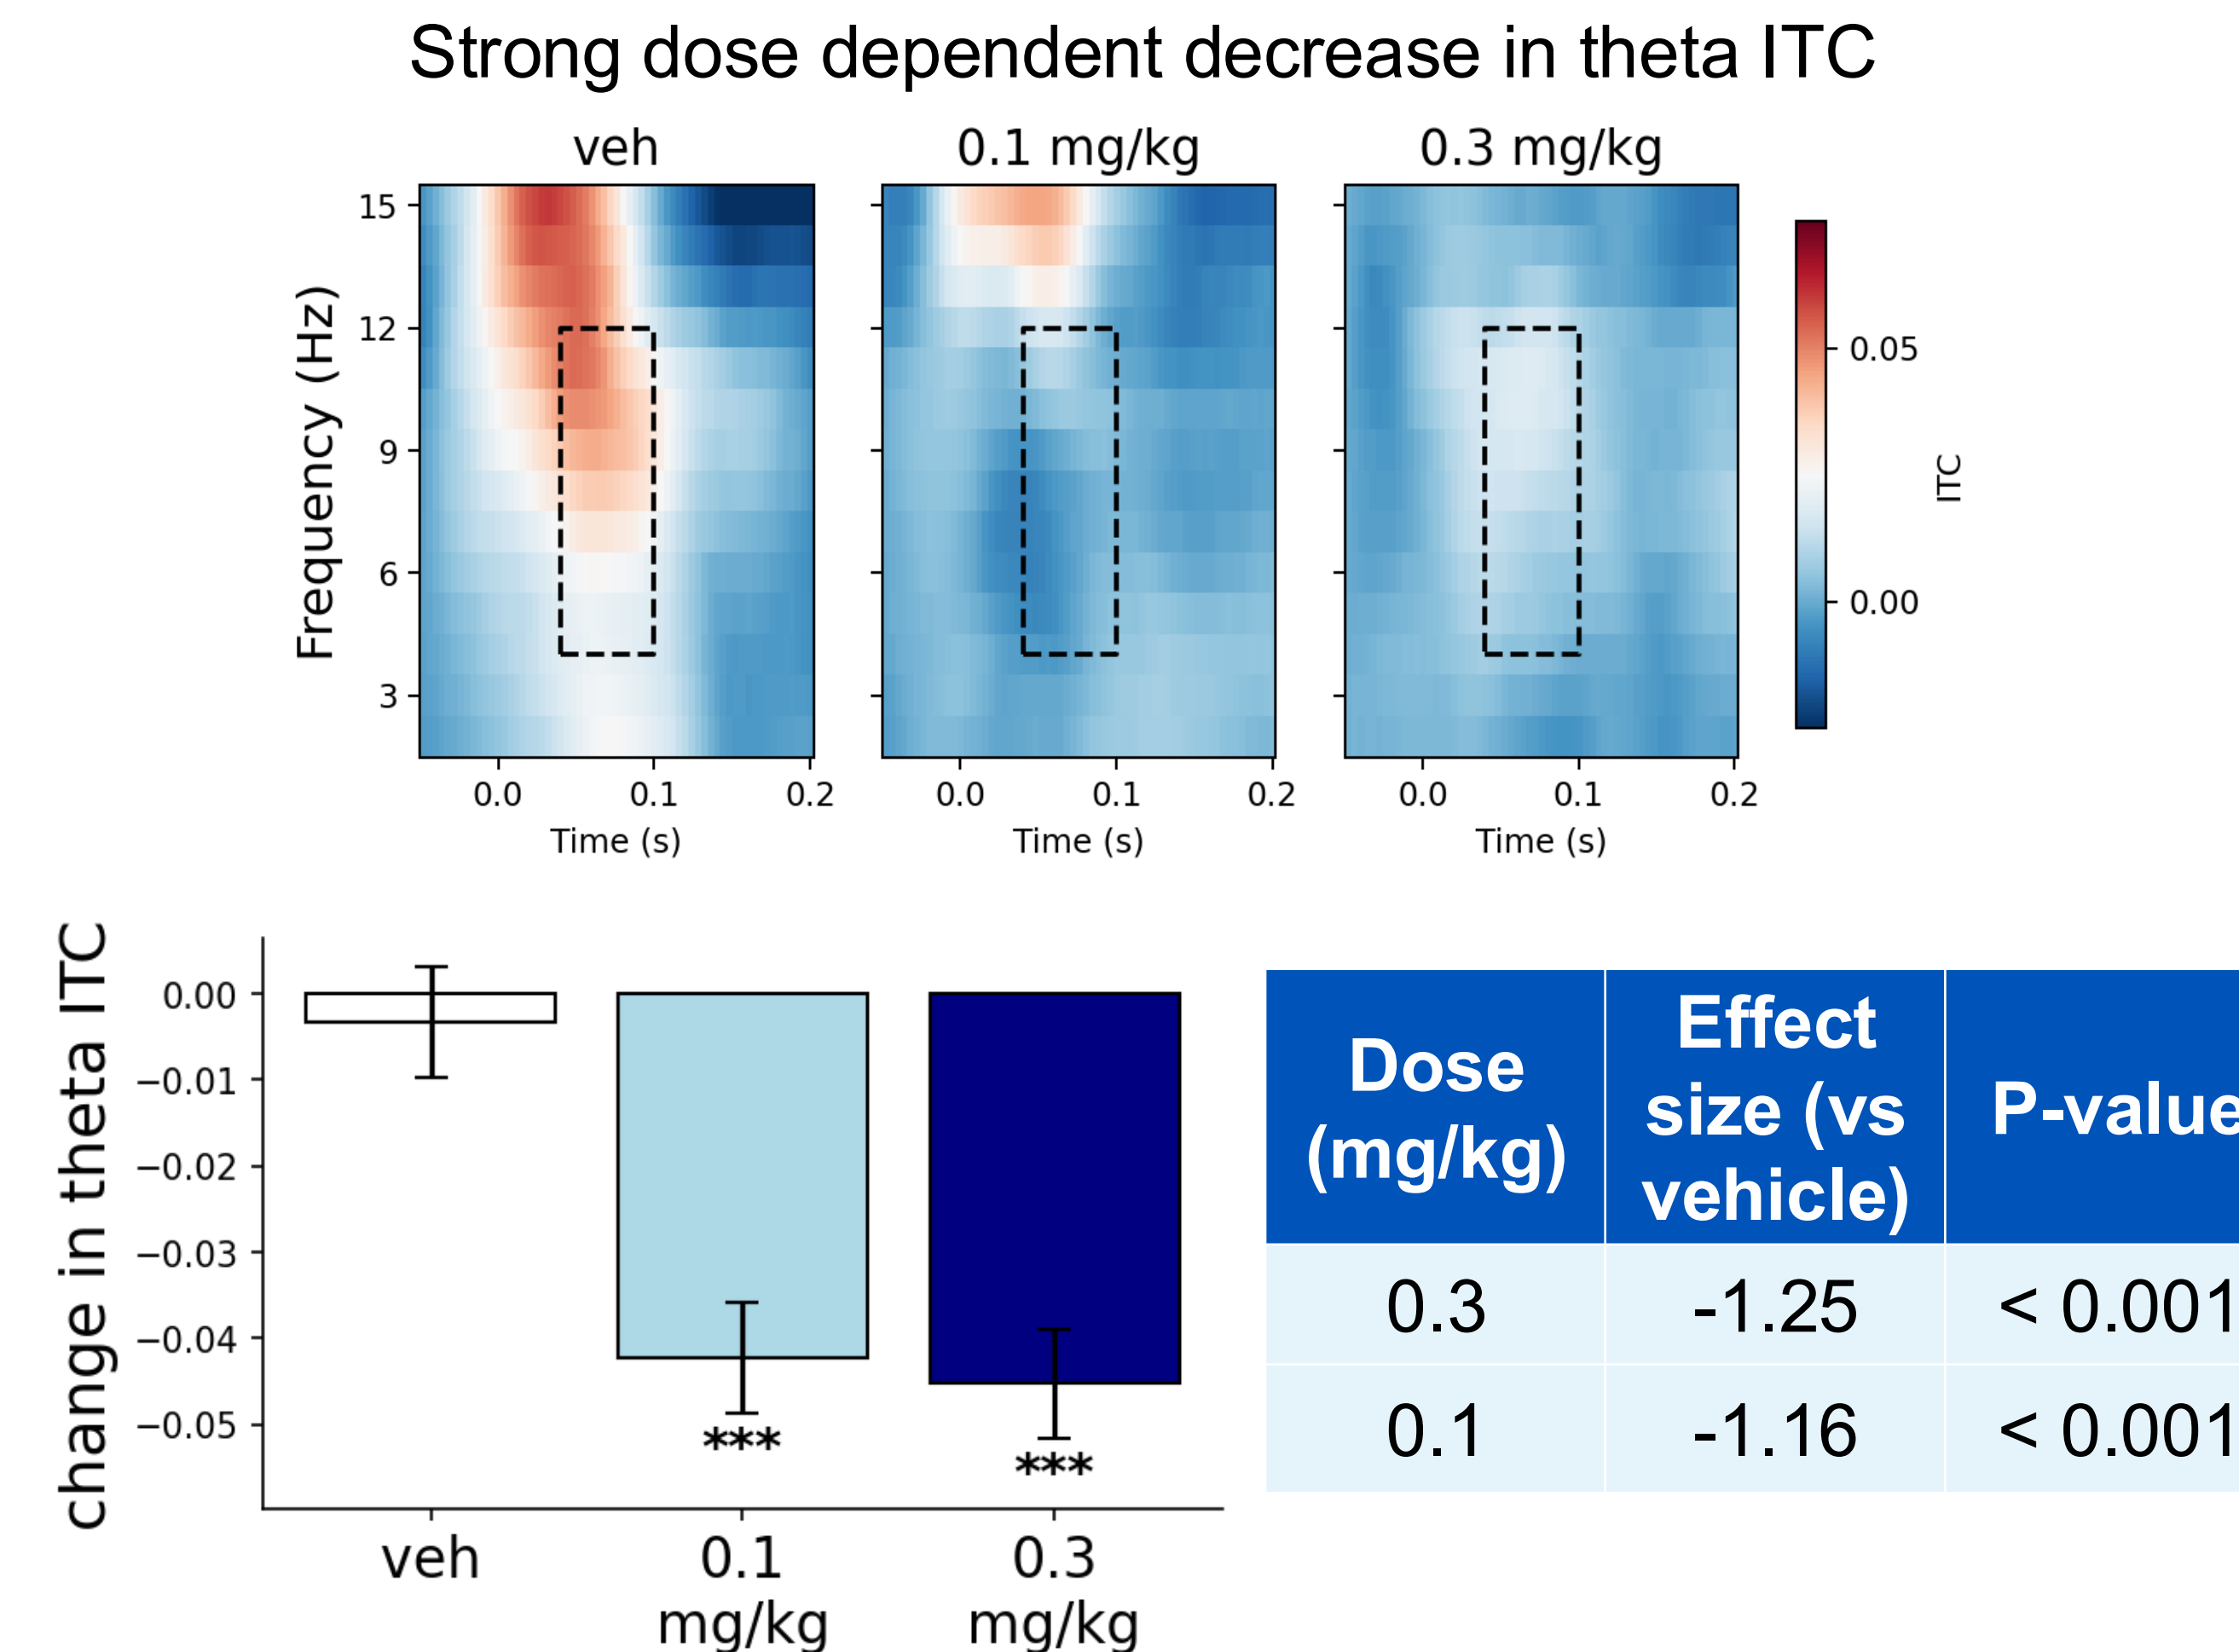 Strong dose dependent decrease in theta ITC
veh
0.1 mg/kg
0.3 mg/kg
Frequency (Hz)
15
12
9
6
3
0.0 0.1 0.2
Time (s)
0.0 0.1 0.2
Time (s)
0.0 0.1 0.2
Time (s)
0.05
0.00
ITC
change in theta ITC
0.00
−0.01
−0.02
−0.03
−0.04
−0.05
***
***
veh
0.1
mg/kg
0.3
mg/kg
Dose
(mg/kg)
Effect
size (vs
vehicle)
P-value
0.3 -1.25 < 0.001
0.1 -1.16 < 0.001